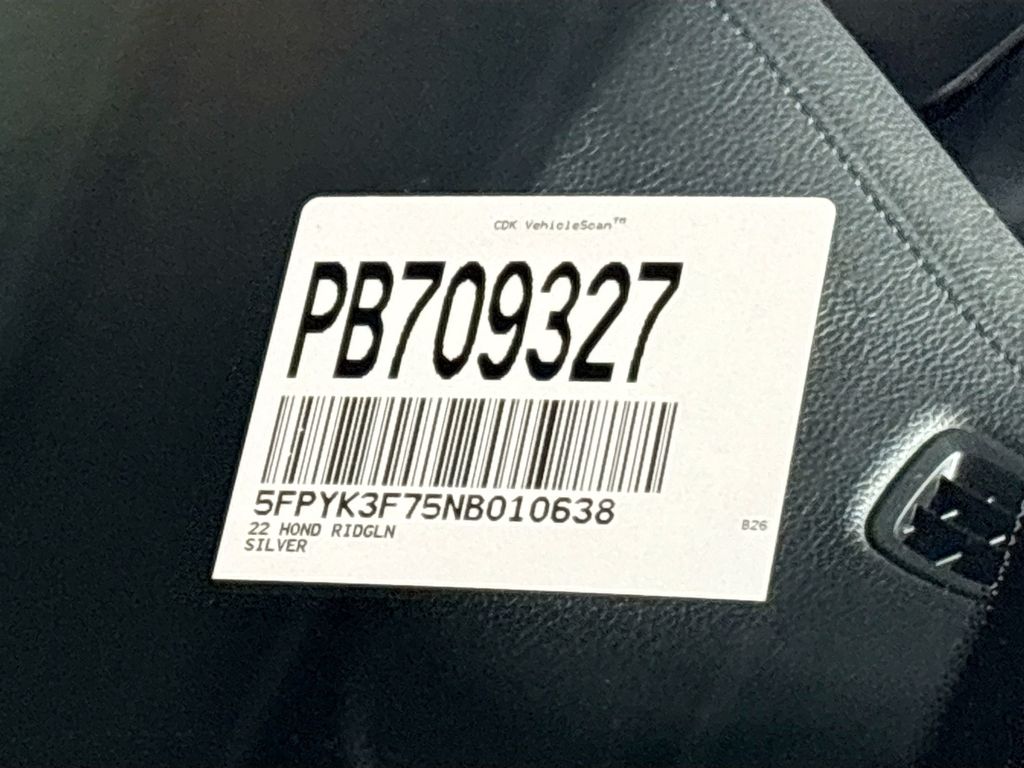 CDK VehicleScan™
PB709327
5FPYK3F75NB010638
22 HOND RIDGLN
SILVER
B26